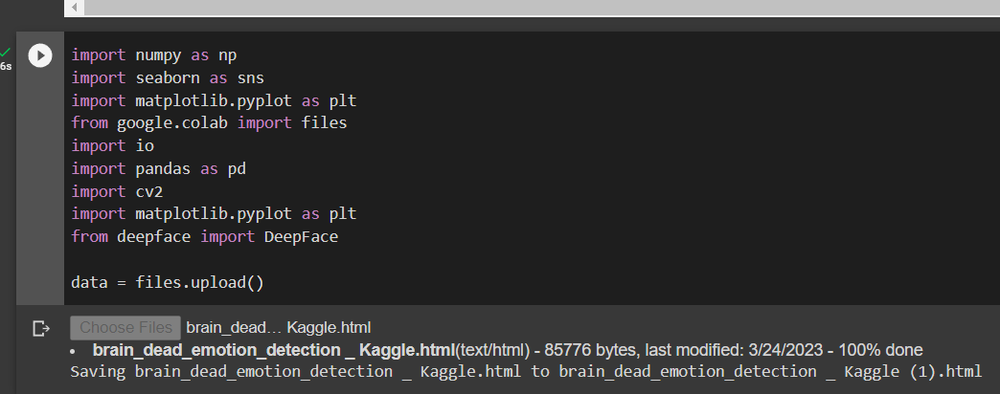 import numpy as np
6s
import seaborn as sns
import matplotlib.pyplot as plt
from google.colab import files
import io
import pandas as pd
import cv2
import matplotlib.pyplot as plt
from deepface import DeepFace
data = files.upload()
Choose Files brain_dead... Kaggle.html
• brain_dead_emotion_detection _ Kaggle.html(text/html) - 85776 bytes, last modified: 3/24/2023 - 100% done
Saving brain_dead_emotion_detection _ Kaggle.html to brain_dead_emotion_detection _ Kaggle (1).html